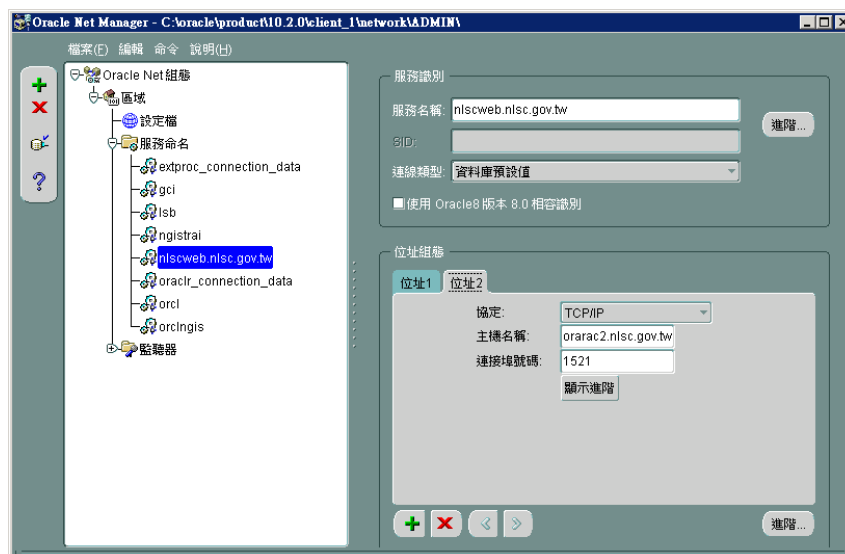 Oracle Net Manager - C:\oracle\product\10.2.0\client_1\network\ADMIN\
檔案(F) 編輯 命令 說明(H)
Oracle Net 組態
區域
設定檔
服務命名
extproc_connection_data
gci
lsb
ngistrai
nlscweb.nlsc.gov.tw
oraclr_connection_data
orcl
orclngis
監聽器
服務識別
服務名稱: nlscweb.nlsc.gov.tw
進階...
SID:
連線類型: 資料庫預設值
使用 Oracle8 版本 8.0 相容識別
位址組態
位址1 位址2
協定: TCP/IP
主機名稱: orarac2.nlsc.gov.tw
連接埠號碼: 1521
顯示進階
進階...